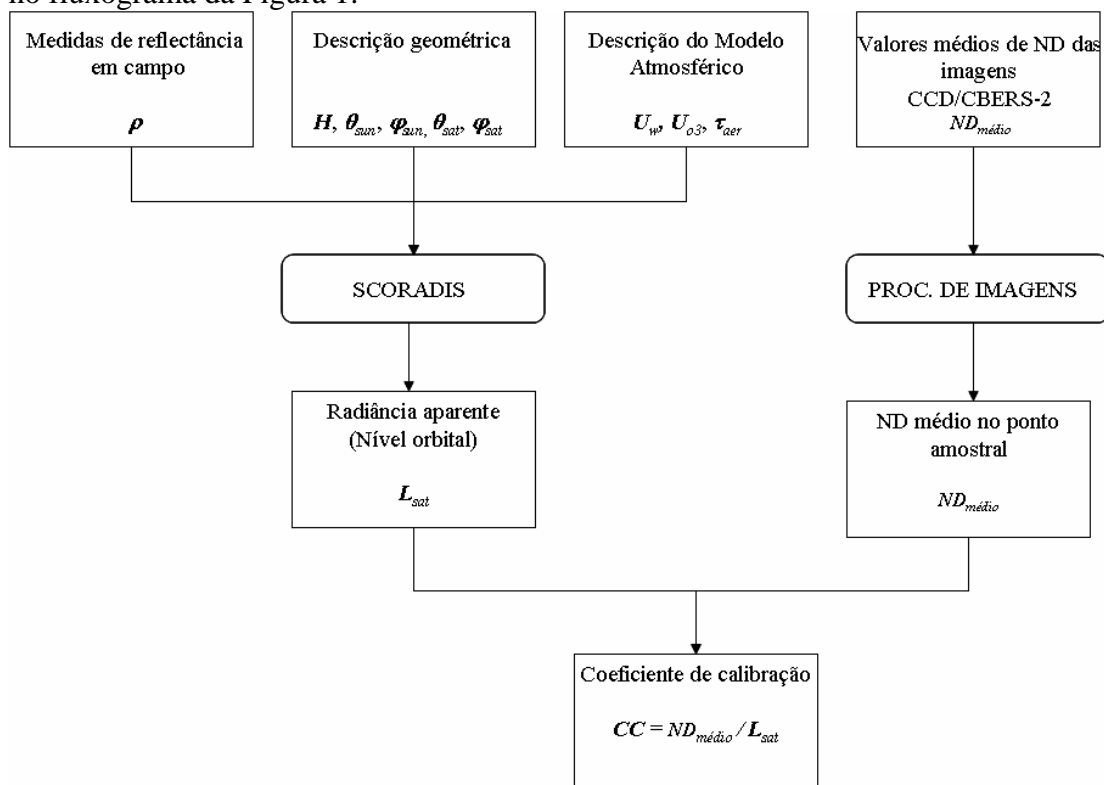 no fluxograma da Figura 1.
Medidas de reflectância
em campo
ρ
Descrição geométrica
H, θsun, φsun, θsat, φsat
Descrição do Modelo
Atmosférico
Uw, Uo3, τaer
Valores médios de ND das
imagens
CCD/CBERS-2
NDmédio
SCORADIS
PROC. DE IMAGENS
Radiância aparente
(Nível orbital)
Lsat
ND médio no ponto
amostral
NDmédio
Coeficiente de calibração
CC = NDmédio / Lsat